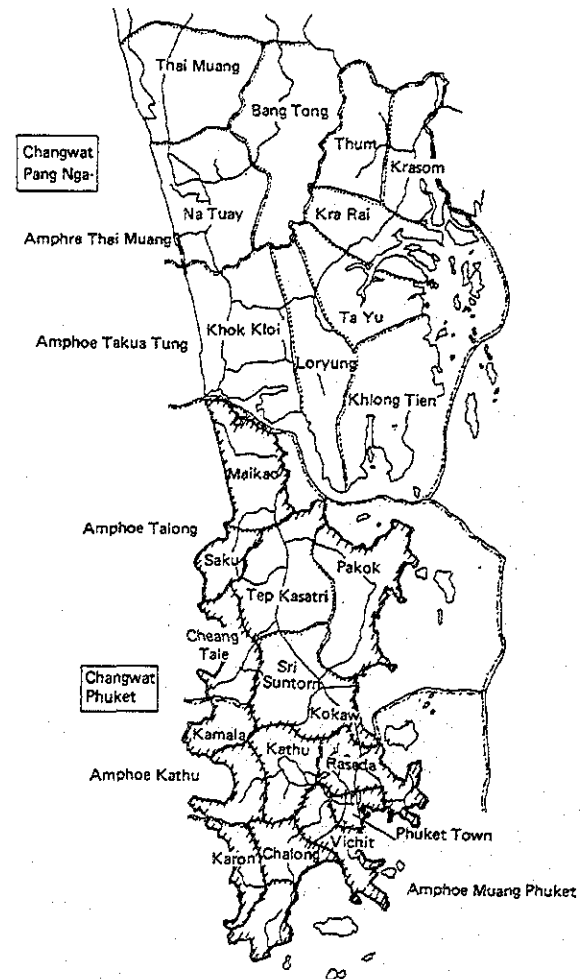 Thai Muang
Bang Tong
Thum
Krasom
Changwat
Pang Nga-
Na Tuay
Kra Rai
Amphre Thai Muang
Ta Yu
Khok Kloi
Amphoe Takua Tung
Loryung
Khlong Tien
Maikao
Amphoe Talong
Saku
Pakok
Tep Kasatri
Cheang
Tale
Sri
Suntorn
Changwat
Phuket
Kokaw
Kamala
Kathu
Rasada
Amphoe Kathu
Phuket Town
Vichit
Karon
Chalong
Amphoe Muang Phuket